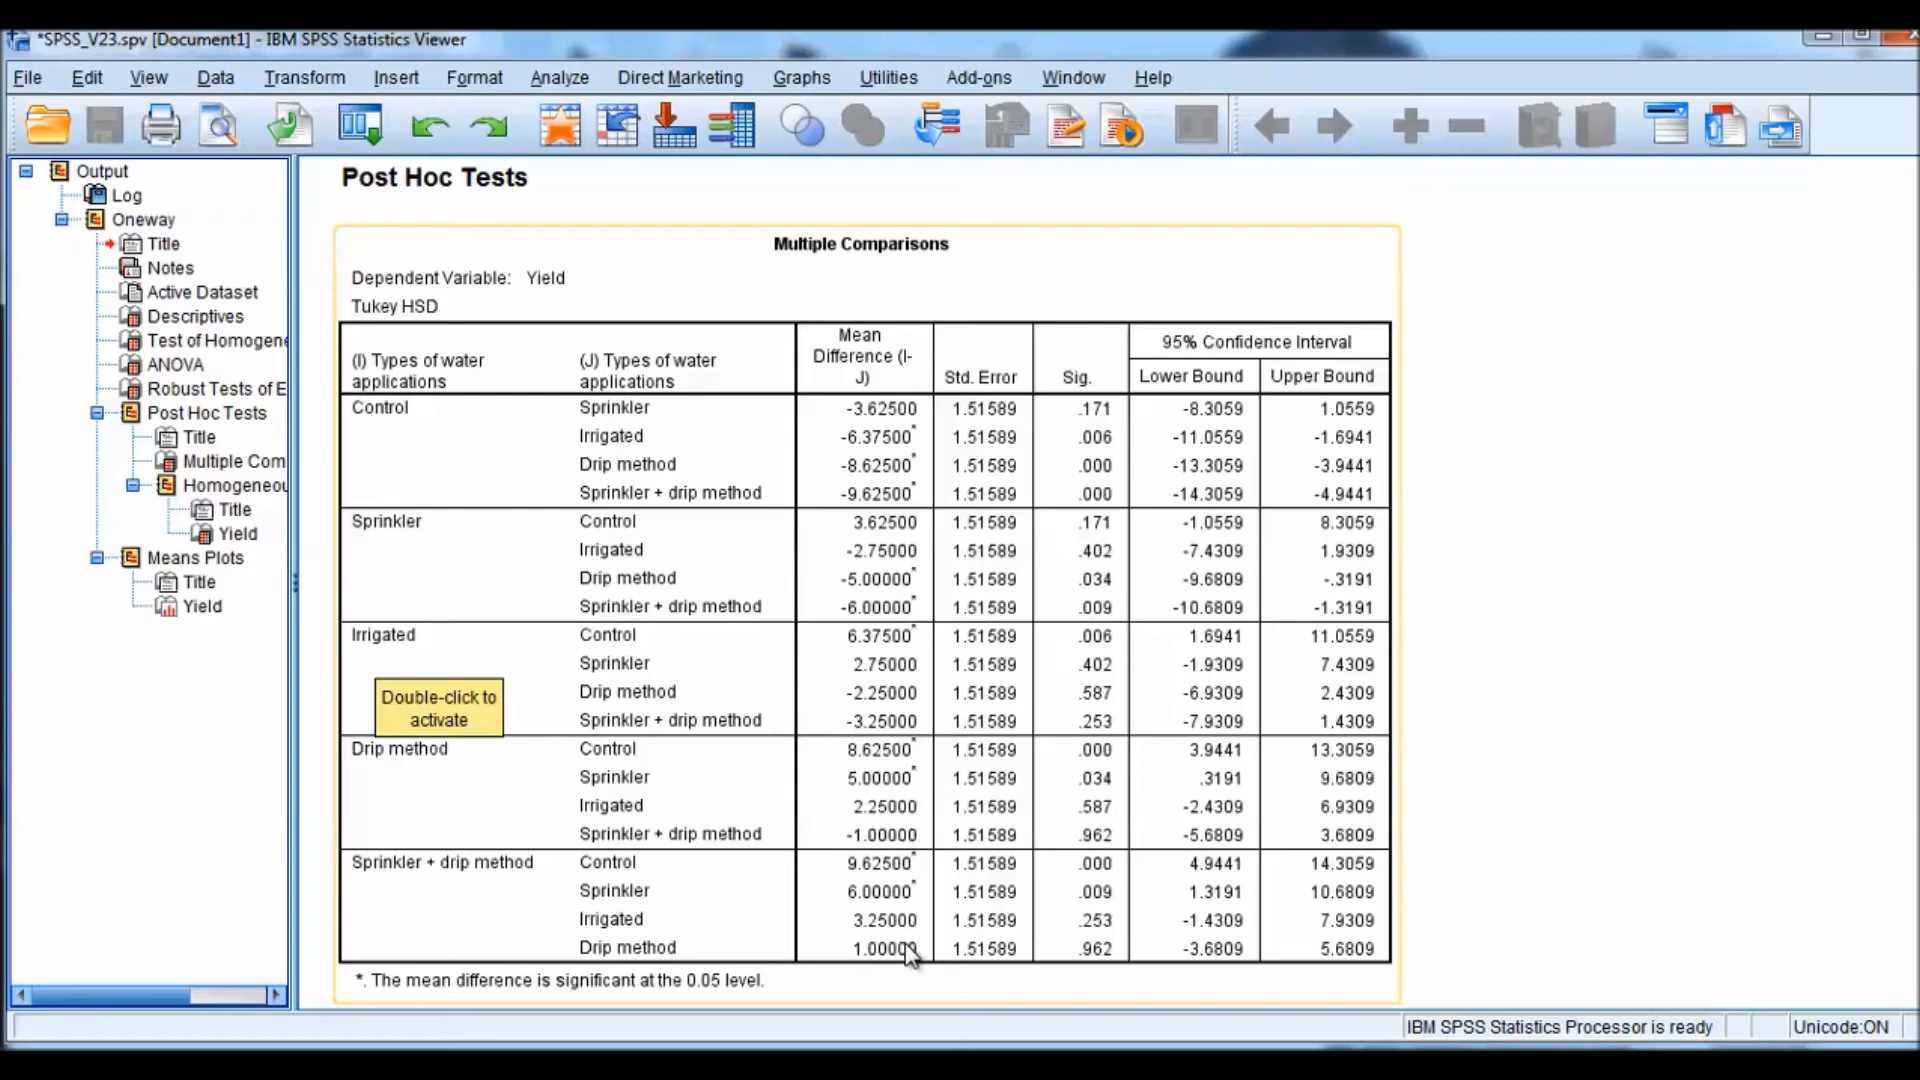 *SPSS_V23.spv [Document1] - IBM SPSS Statistics Viewer
File Edit View Data Transform Insert Format Analyze Direct Marketing Graphs Utilities Add-ons Window Help
Output
Log
Oneway
Title
Notes
Active Dataset
Descriptives
Test of Homogene
ANOVA
Robust Tests of E
Post Hoc Tests
Title
Multiple Com
Homogeneou
Title
Yield
Means Plots
Title
Yield
Post Hoc Tests
Multiple Comparisons
Dependent Variable: Yield
Tukey HSD
(I) Types of water applications (J) Types of water applications Mean Difference (I-J) Std. Error Sig. 95% Confidence Interval
Lower Bound Upper Bound
Control Sprinkler -3.62500 1.51589 .171 -8.3059 1.0559
Irrigated -6.37500* 1.51589 .006 -11.0559 -1.6941
Drip method -8.62500* 1.51589 .000 -13.3059 -3.9441
Sprinkler + drip method -9.62500* 1.51589 .000 -14.3059 -4.9441
Sprinkler Control 3.62500 1.51589 .171 -1.0559 8.3059
Irrigated -2.75000 1.51589 .402 -7.4309 1.9309
Drip method -5.00000* 1.51589 .034 -9.6809 -.3191
Sprinkler + drip method -6.00000* 1.51589 .009 -10.6809 -1.3191
Irrigated Control 6.37500* 1.51589 .006 1.6941 11.0559
Sprinkler 2.75000 1.51589 .402 -1.9309 7.4309
Drip method -2.25000 1.51589 .587 -6.9309 2.4309
Sprinkler + drip method -3.25000 1.51589 .253 -7.9309 1.4309
Double-click to
activate
Drip method Control 8.62500* 1.51589 .000 3.9441 13.3059
Sprinkler 5.00000* 1.51589 .034 .3191 9.6809
Irrigated 2.25000 1.51589 .587 -2.4309 6.9309
Sprinkler + drip method -1.00000 1.51589 .962 -5.6809 3.6809
Sprinkler + drip method Control 9.62500* 1.51589 .000 4.9441 14.3059
Sprinkler 6.00000* 1.51589 .009 1.3191 10.6809
Irrigated 3.25000 1.51589 .253 -1.4309 7.9309
Drip method 1.00000 1.51589 .962 -3.6809 5.6809
*. The mean difference is significant at the 0.05 level.
IBM SPSS Statistics Processor is ready Unicode:ON